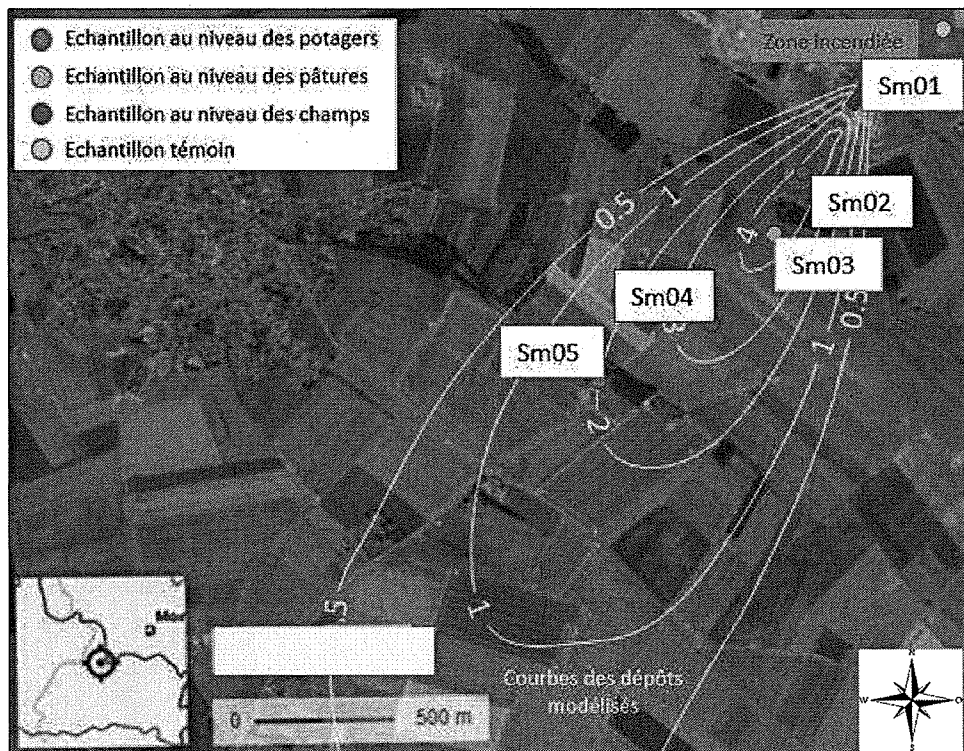 Echantillon au niveau des potagers
Echantillon au niveau des pâtures
Echantillon au niveau des champs
Echantillon témoin
Zone incendiée
Sm01
Sm02
Sm03
Sm04
Sm05
0.5
1
4
3
2
1
0.5
1
5
Courbes des dépôts
modélisés
0
500 m
N
W
O
S